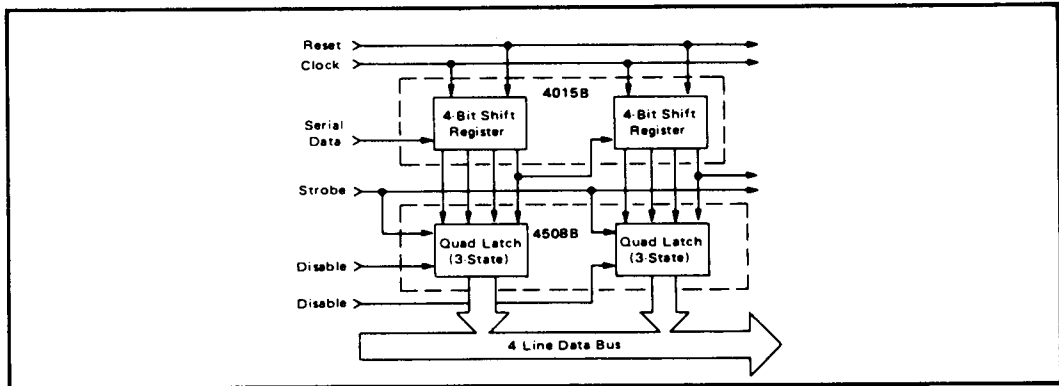 Reset
Clock
4015B
4-Bit Shift
Register
4-Bit Shift
Register
Serial
Data
Strobe
4508B
Quad Latch
(3-State)
Quad Latch
(3-State)
Disable
Disable
4 Line Data Bus